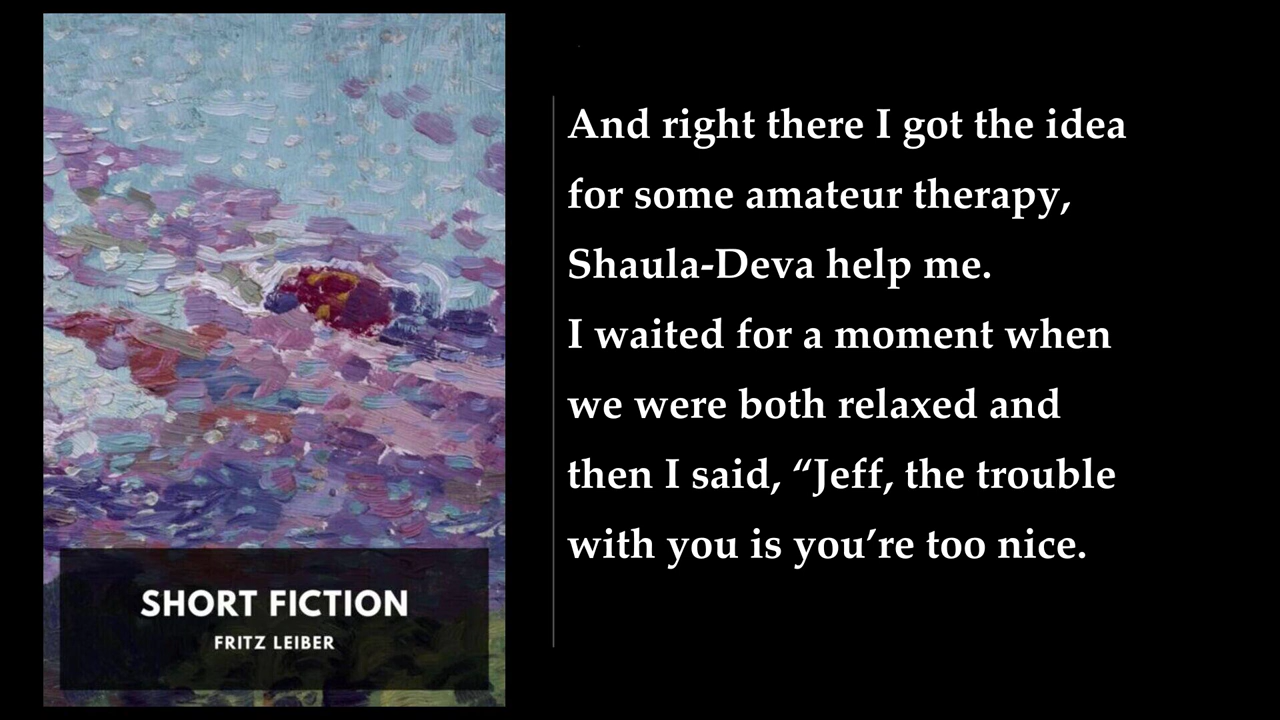 SHORT FICTION
FRITZ LEIBER
And right there I got the idea
for some amateur therapy,
Shaula-Deva help me.
I waited for a moment when
we were both relaxed and
then I said, “Jeff, the trouble
with you is you’re too nice.